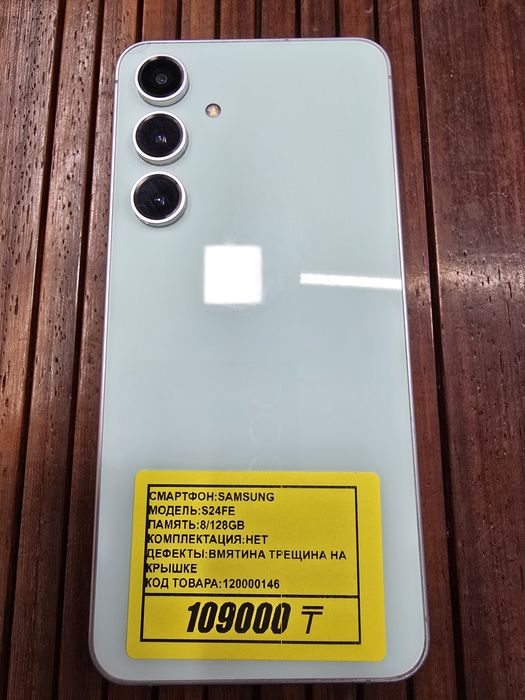 СМАРТФОН:SAMSUNG
МОДЕЛЬ:S24FE
ПАМЯТЬ:8/128GB
КОМПЛЕКТАЦИЯ:НЕТ
ДЕФЕКТЫ:ВМЯТИНА ТРЕЩИНА НА
КРЫШКЕ
КОД ТОВАРА:120000146
109000 ₸